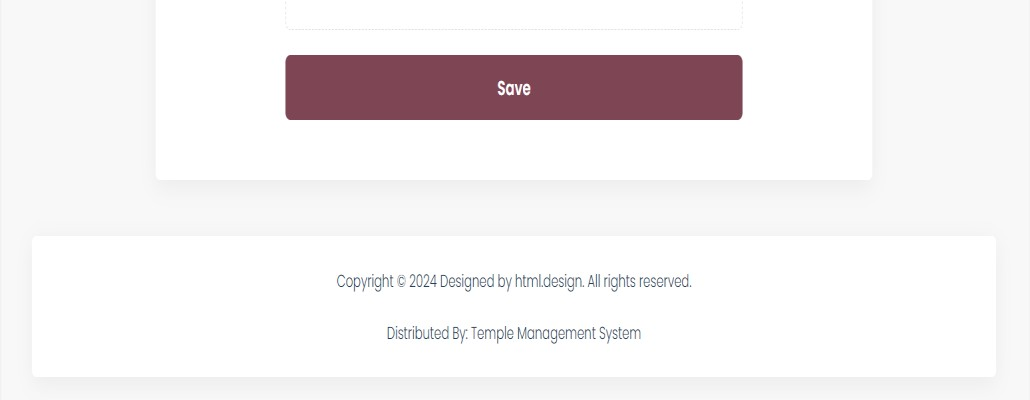 Save
Copyright © 2024 Designed by html.design. All rights reserved.
Distributed By: Temple Management System